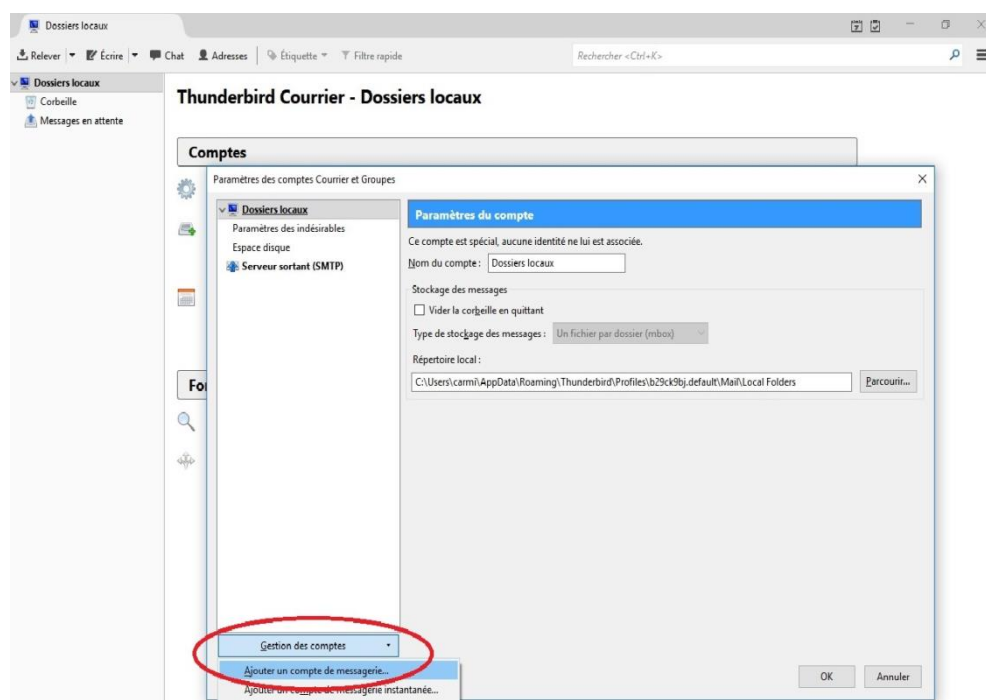 Dossiers locaux
Relever Écrire Chat Adresses Étiquette Filtre rapide Rechercher <Ctrl+K>
Dossiers locaux
Corbeille
Messages en attente
Thunderbird Courrier - Dossiers locaux
Comptes
Paramètres des comptes Courrier et Groupes
Dossiers locaux
Paramètres des indésirables
Espace disque
Serveur sortant (SMTP)
Paramètres du compte
Ce compte est spécial, aucune identité ne lui est associée.
Nom du compte : Dossiers locaux
Stockage des messages
Vider la corbeille en quittant
Type de stockage des messages : Un fichier par dossier (mbox)
Répertoire local :
C:\Users\carmi\AppData\Roaming\Thunderbird\Profiles\b29ck9bj.default\Mail\Local Folders Parcourir...
For
Gestion des comptes
Ajouter un compte de messagerie...
Ajouter un compte de messagerie instantanée...
OK Annuler